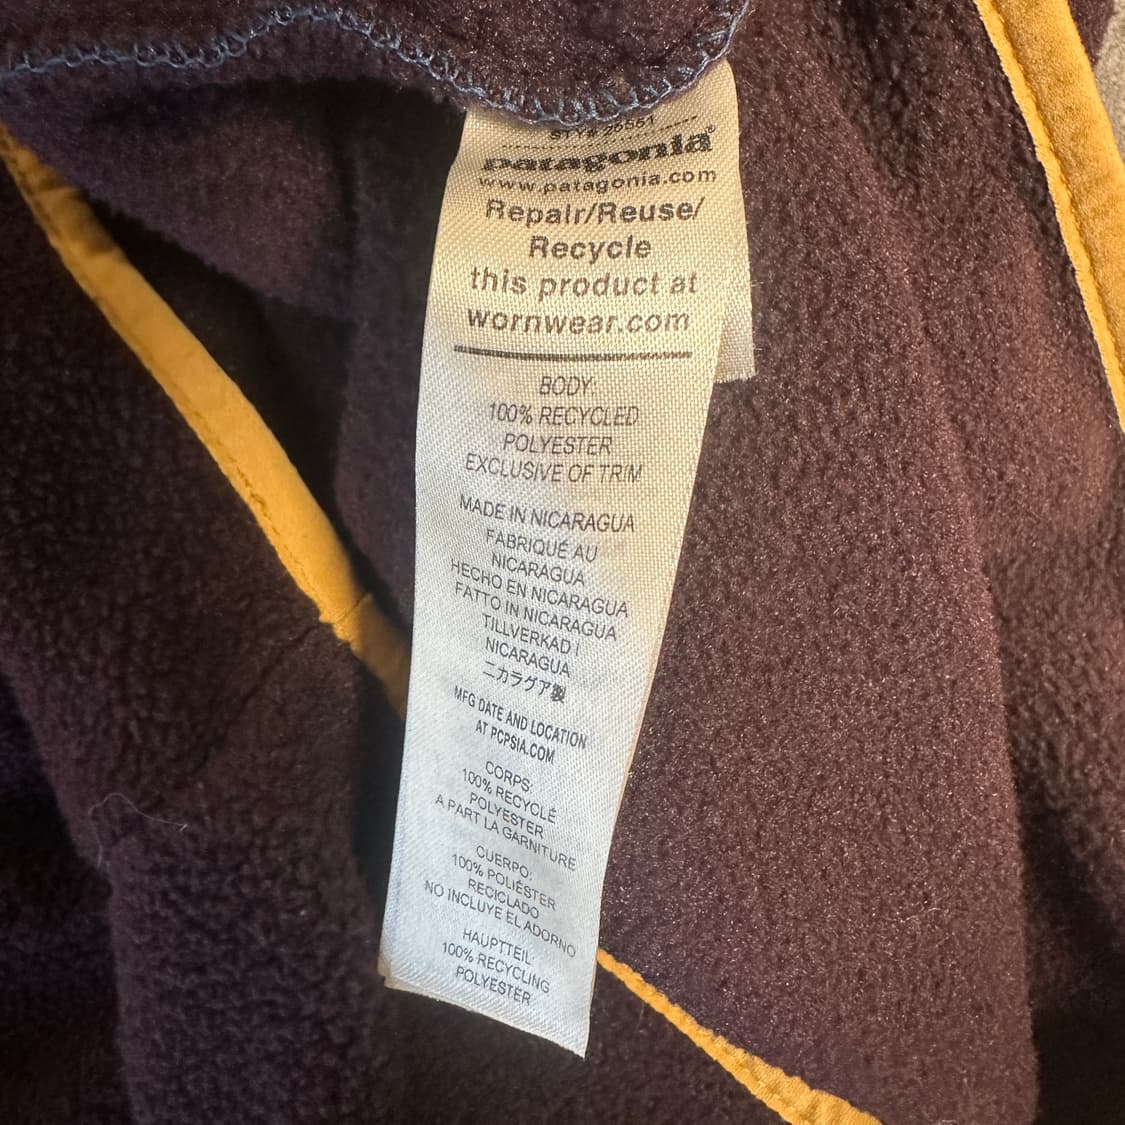 patagonia®
www.patagonia.com
Repair/Reuse/
Recycle
this product at
wornwear.com
BODY:
100% RECYCLED
POLYESTER
EXCLUSIVE OF TRIM
MADE IN NICARAGUA
FABRIQUÉ AU
NICARAGUA
HECHO EN NICARAGUA
FATTO IN NICARAGUA
TILLVERKAD I
NICARAGUA
ニカラグア製
MFG DATE AND LOCATION
AT PCPSIA.COM
CORPS:
100% RECYCLÉ
POLYESTER
A PART LA GARNITURE
CUERPO:
100% POLIÉSTER
RECICLADO
NO INCLUYE EL ADORNO
HAUPTTEIL:
100% RECYCLING
POLYESTER